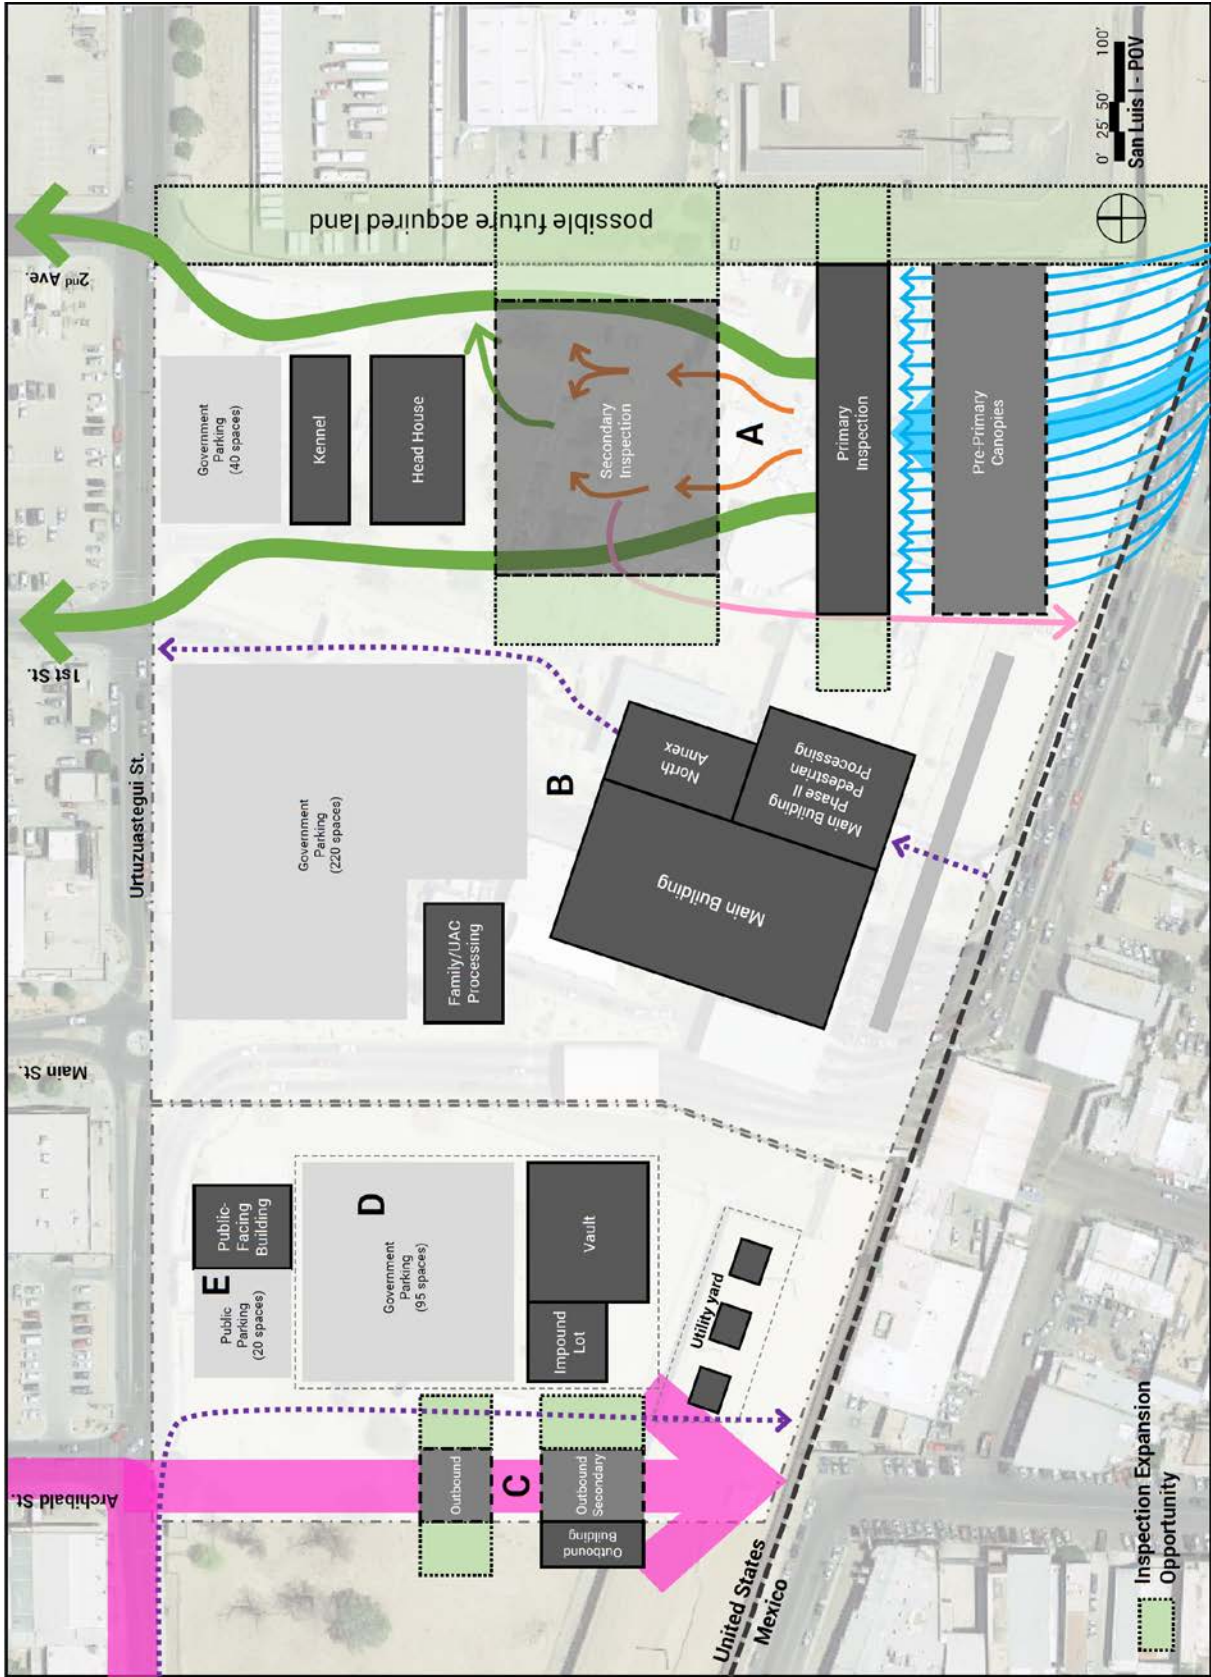 Archibald St.
Main St.
1st St.
2nd Ave.
Urtuzuastegui St.
Public
Parking
(20 spaces)
E
Public-
Facing
Building
Government
Parking
(95 spaces)
D
Impound
Lot
Vault
Utility yard
Outbound
C
Outbound
Secondary
Outbound
Building
Government
Parking
(220 spaces)
Family/UAC
Processing
B
Main Building
North
Annex
Main Building
Phase II
Pedestrian
Processing
Government
Parking
(40 spaces)
Kennel
Head House
Secondary
Inspection
A
Primary
Inspection
Pre-Primary
Canopies
possible future acquired land
United States
Mexico
Inspection Expansion
Opportunity
0' 25' 50' 100'
San Luis I - POV